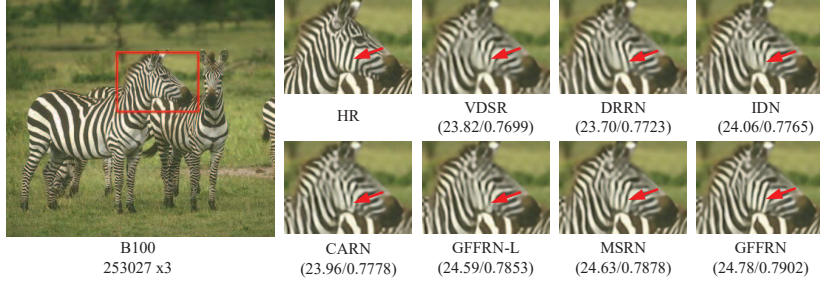 HR
VDSR
(23.82/0.7699)
DRRN
(23.70/0.7723)
IDN
(24.06/0.7765)
B100
253027 x3
CARN
(23.96/0.7778)
GFFRN-L
(24.59/0.7853)
MSRN
(24.63/0.7878)
GFFRN
(24.78/0.7902)